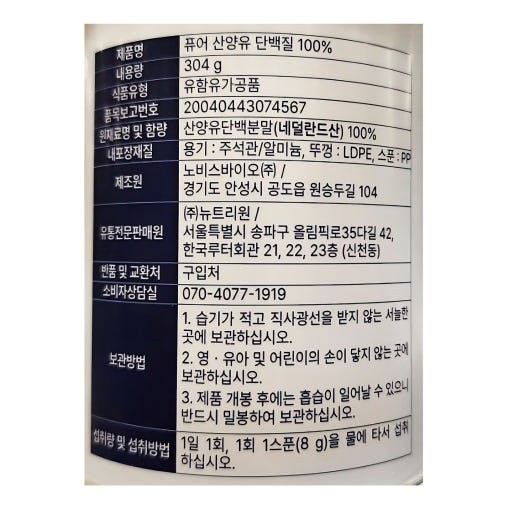 제품명 퓨어 산양유 단백질 100%
내용량 304 g
식품유형 유함유가공품
품목보고번호 20040443074567
원재료명 및 함량 산양유단백분말(네덜란드산) 100%
내포장재질 용기 : 주석관/알미늄, 뚜껑 : LDPE, 스푼 : PP
제조원 노비스바이오㈜ /
경기도 안성시 공도읍 원승두길 104
유통전문판매원 ㈜뉴트리원 /
서울특별시 송파구 올림픽로35다길 42,
한국루터회관 21, 22, 23층 (신천동)
반품 및 교환처 구입처
소비자상담실 070-4077-1919
보관방법 1. 습기가 적고 직사광선을 받지 않는 서늘한
곳에 보관하십시오.
2. 영 · 유아 및 어린이의 손이 닿지 않는 곳에
보관하십시오.
3. 제품 개봉 후에는 흡습이 일어날 수 있으니
반드시 밀봉하여 보관하십시오.
섭취량 및 섭취방법 1일 1회, 1회 1스푼(8 g)을 물에 타서 섭취
하십시오.